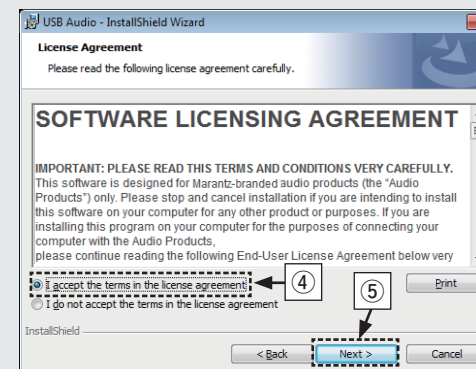 USB Audio - InstallShield Wizard
License Agreement
Please read the following license agreement carefully.
SOFTWARE LICENSING AGREEMENT
IMPORTANT: PLEASE READ THIS TERMS AND CONDITIONS VERY CAREFULLY.
This software is designed for Marantz-branded audio products (the “Audio
Products”) only. Please stop and cancel installation if you are intending to install
this software on your computer for any other product or purposes. If you are
installing this program on your computer for the purposes of connecting your
computer with the Audio Products,
please continue reading the following End-User License Agreement below very
I accept the terms in the license agreement
④
I do not accept the terms in the license agreement
⑤
Print
InstallShield
< Back
Next >
Cancel